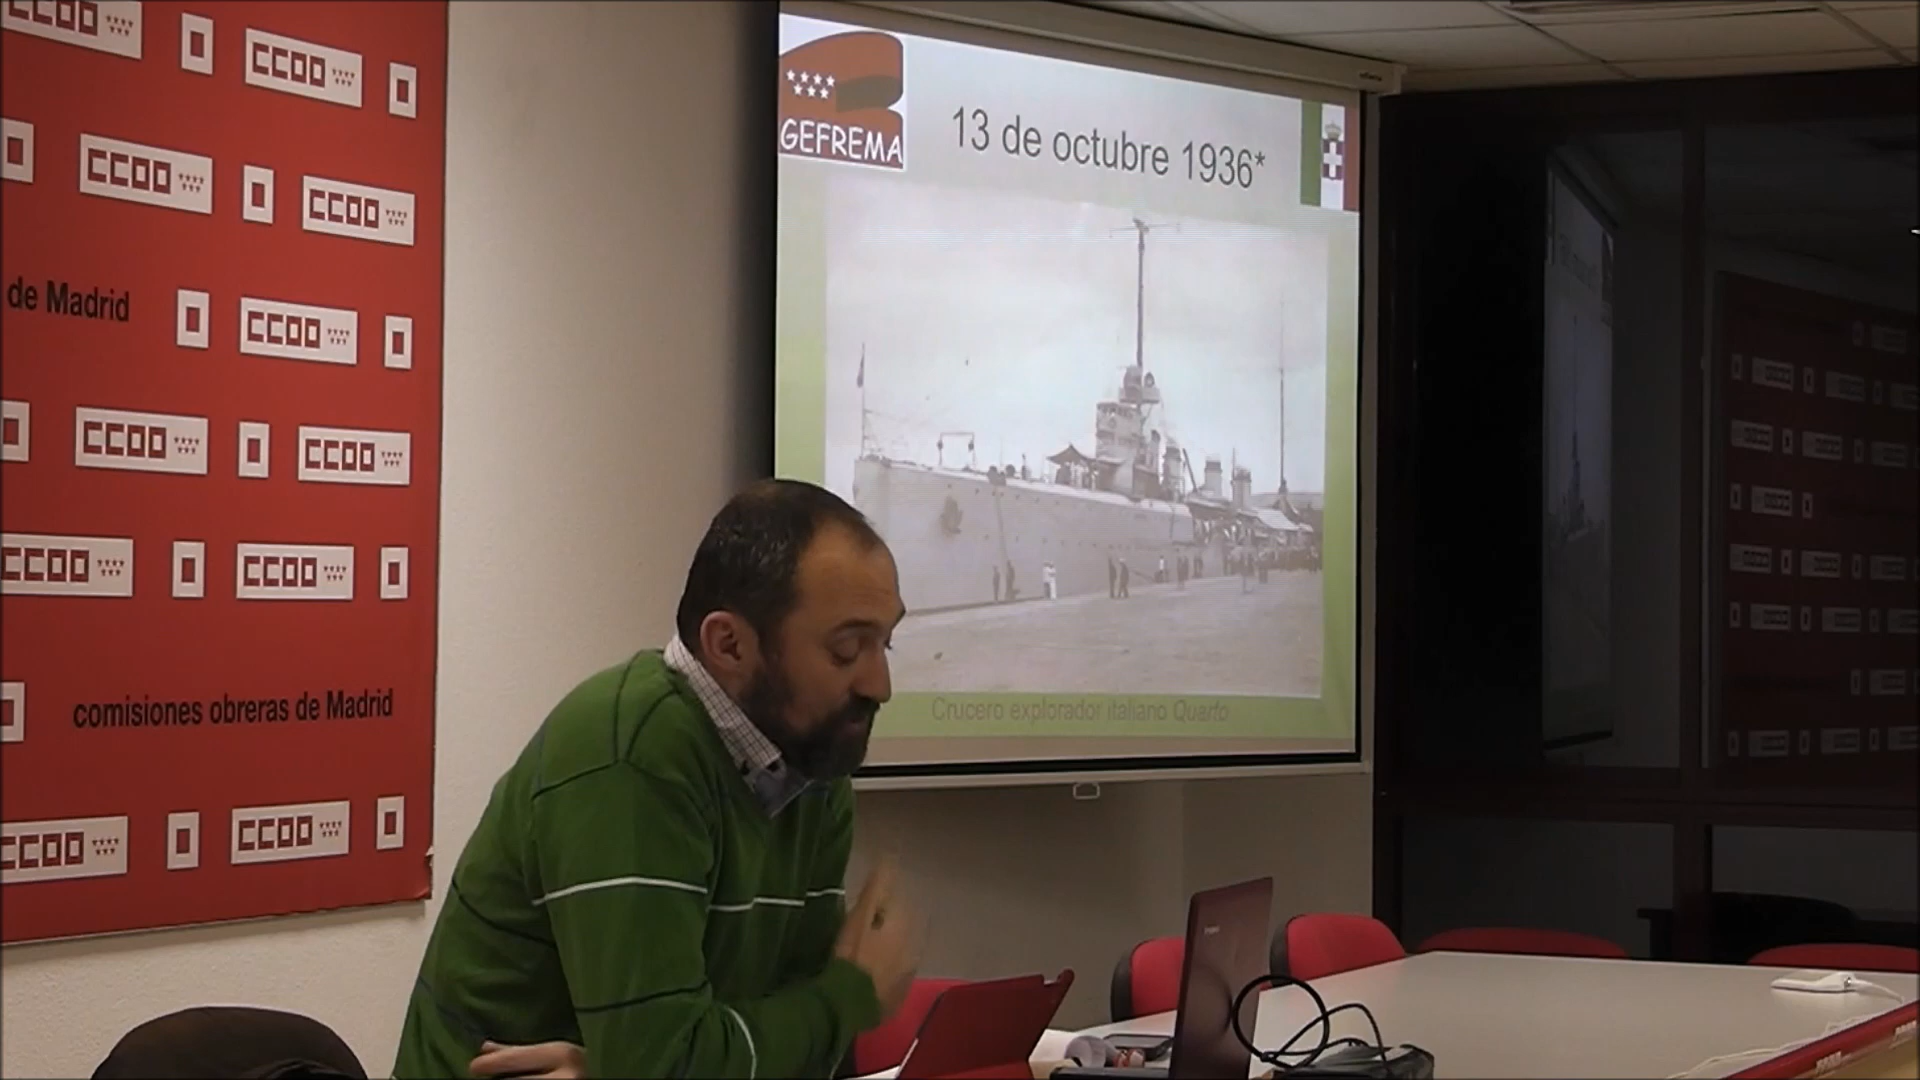 CCOO
CCOO
CCOO
CCOO
de Madrid
CCOO
CCOO
CCOO
CCOO
CCOO
comisiones obreras de Madrid
CCOO
CCOO
GEFREMA
13 de octubre 1936*
Crucero explorador italiano Quarto